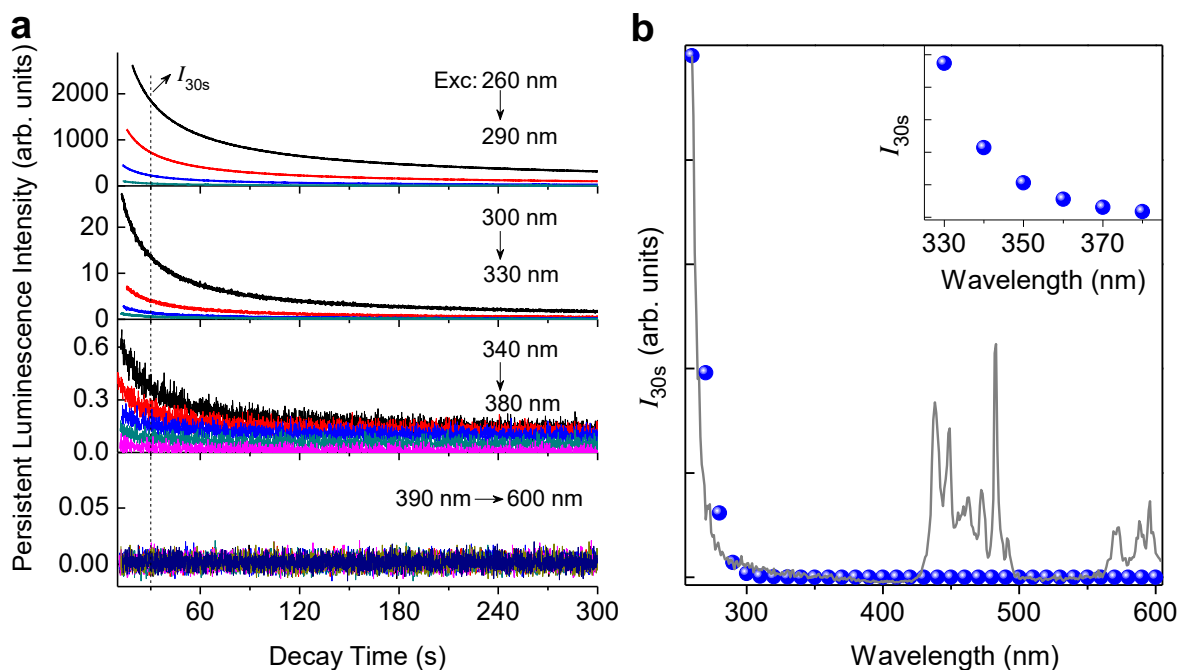 a
Persistent Luminescence Intensity (arb. units)
I30s
Exc: 260 nm
290 nm
2000
1000
0
300 nm
330 nm
20
10
0
340 nm
380 nm
0.6
0.3
0.0
390 nm 600 nm
0.05
0.00
60 120 180 240 300
Decay Time (s)
b
I30s (arb. units)
300 400 500 600
Wavelength (nm)
I30s
330 350 370
Wavelength (nm)